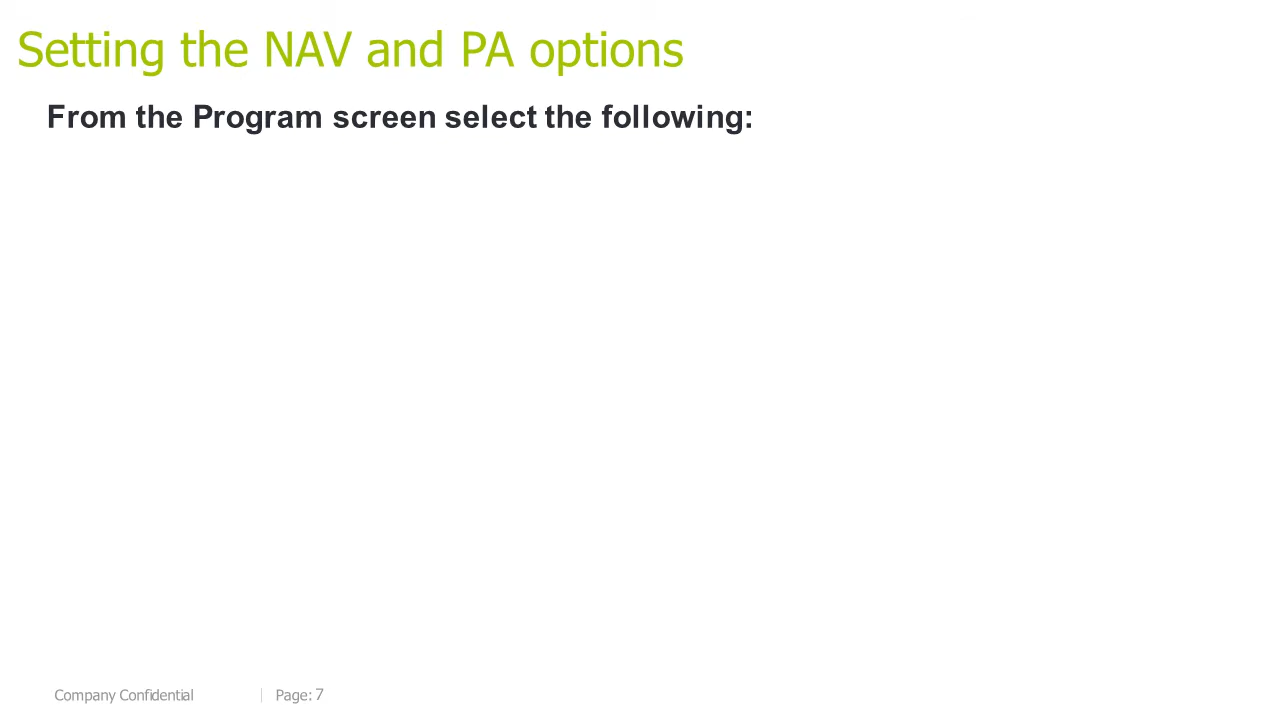 Setting the NAV and PA options
From the Program screen select the following:
Company Confidential | Page: 7